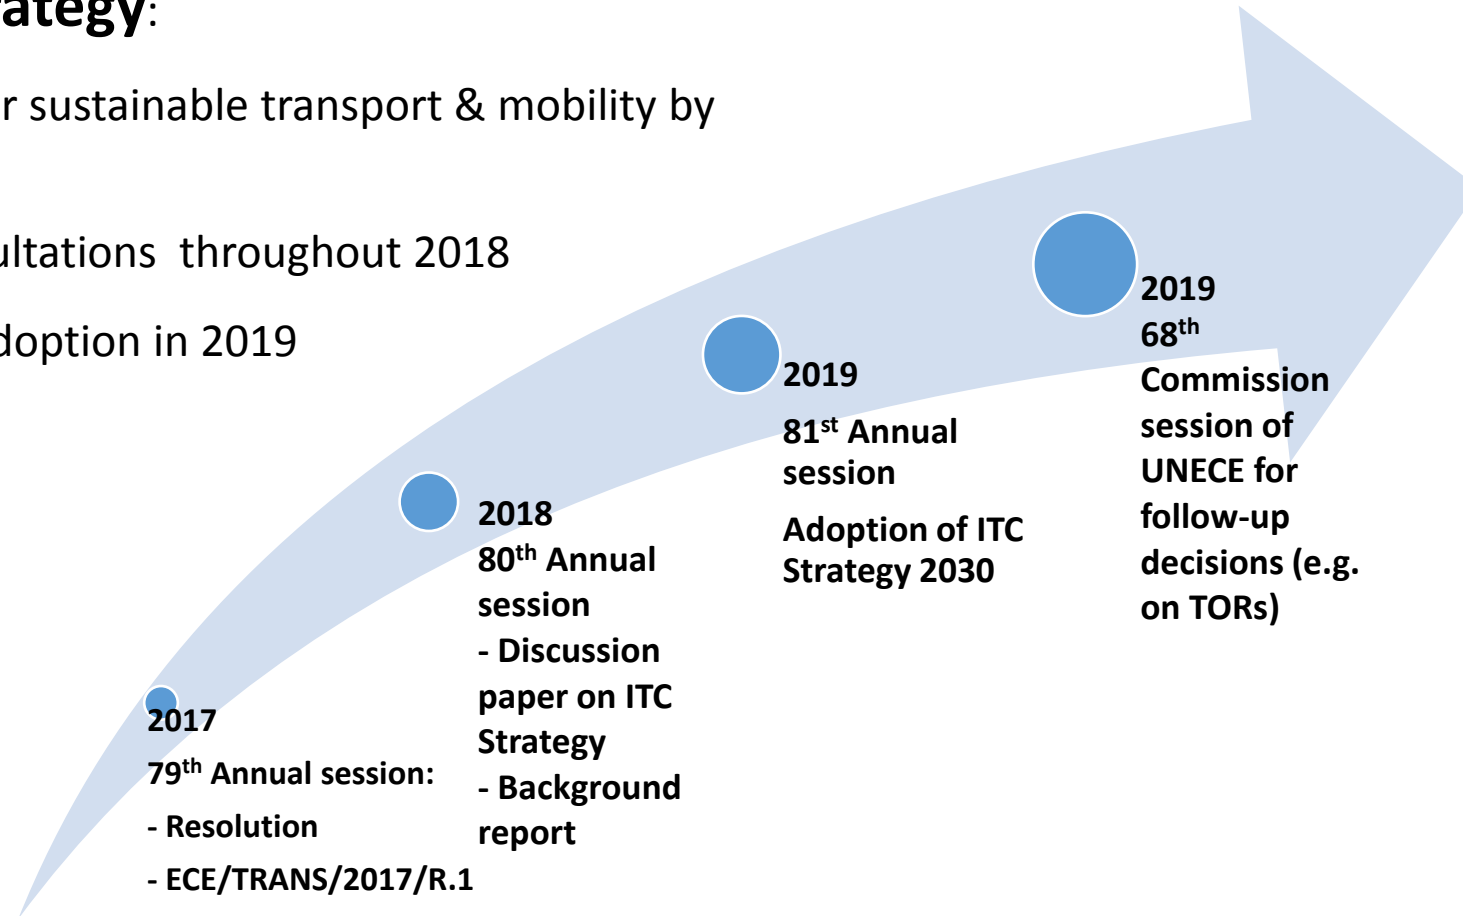 rategy:
r sustainable transport & mobility by
ultations throughout 2018
doption in 2019
2017
79th Annual session:
- Resolution
- ECE/TRANS/2017/R.1
2018
80th Annual
session
- Discussion
paper on ITC
Strategy
- Background
report
2019
81st Annual
session
Adoption of ITC
Strategy 2030
2019
68th
Commission
session of
UNECE for
follow-up
decisions (e.g.
on TORs)